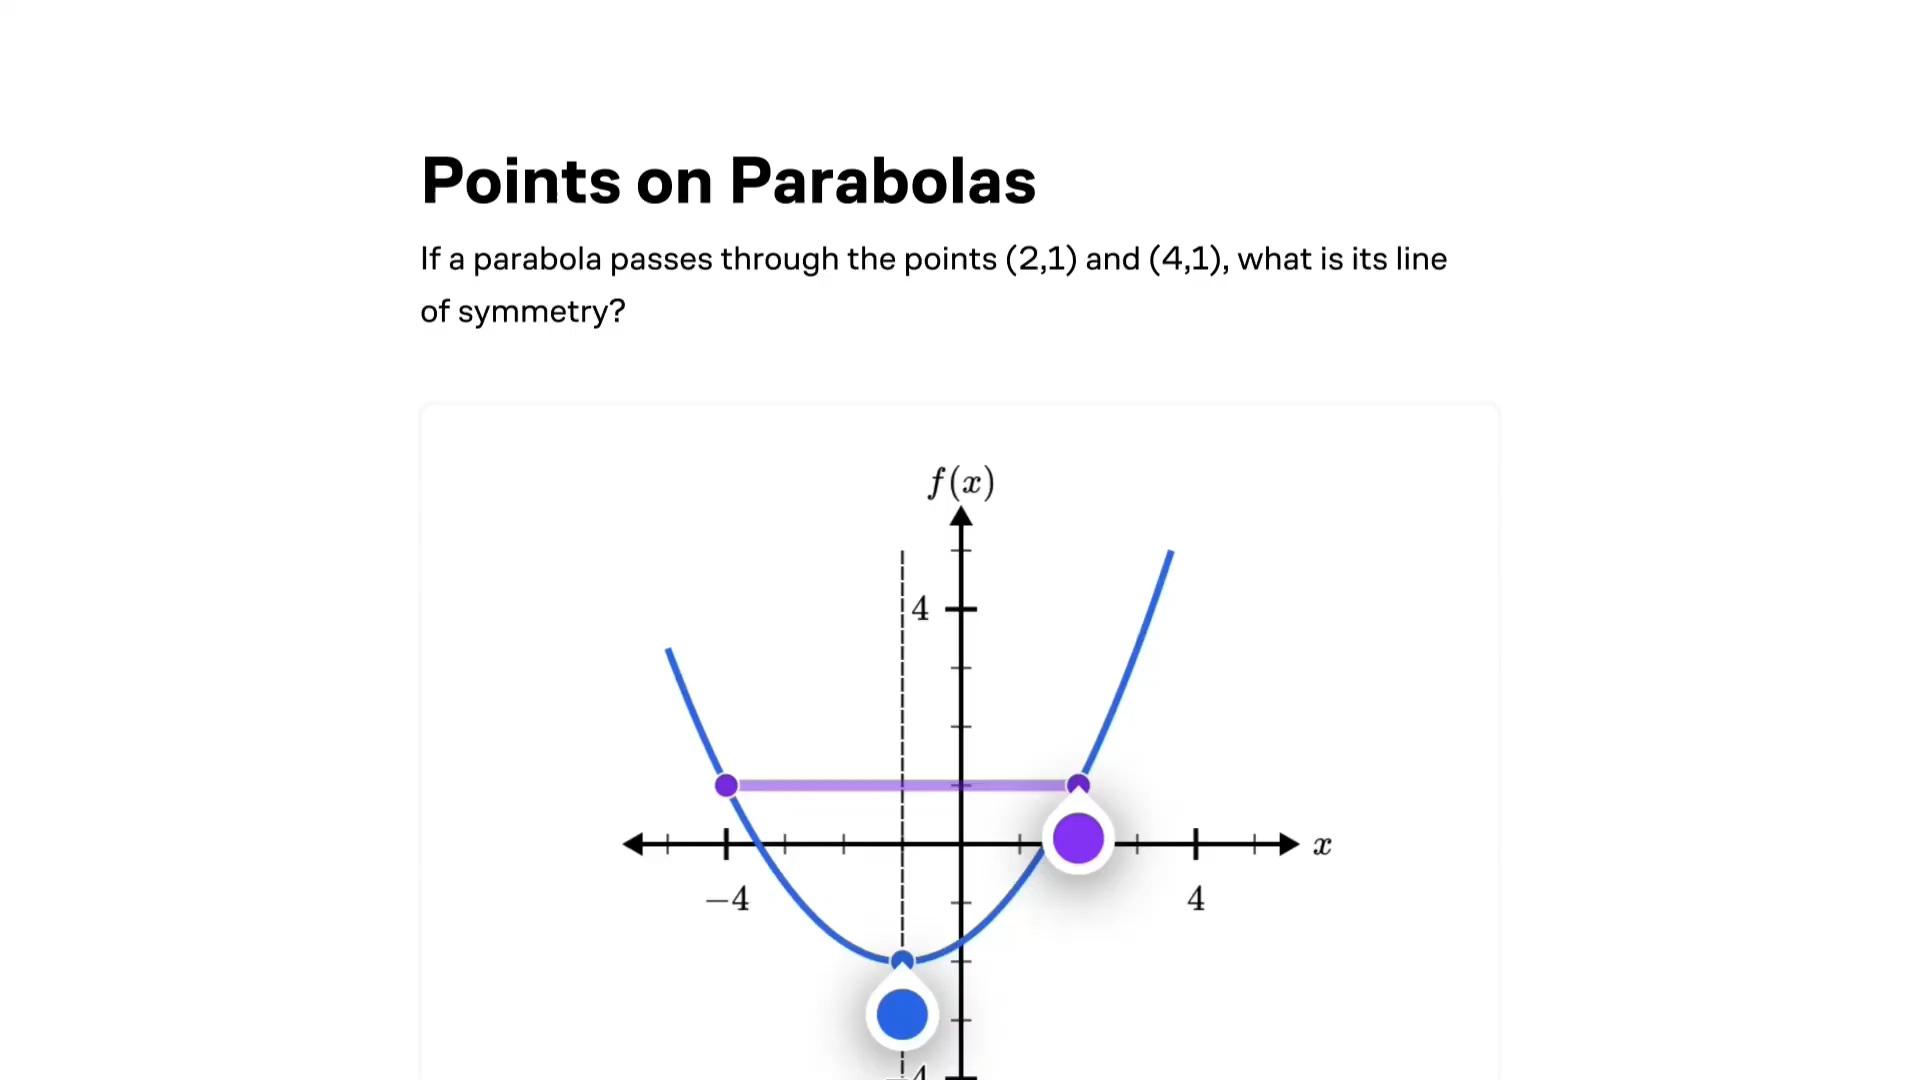 Points on Parabolas
If a parabola passes through the points (2,1) and (4,1), what is its line
of symmetry?
f(x)
4
x
−4
4
−4